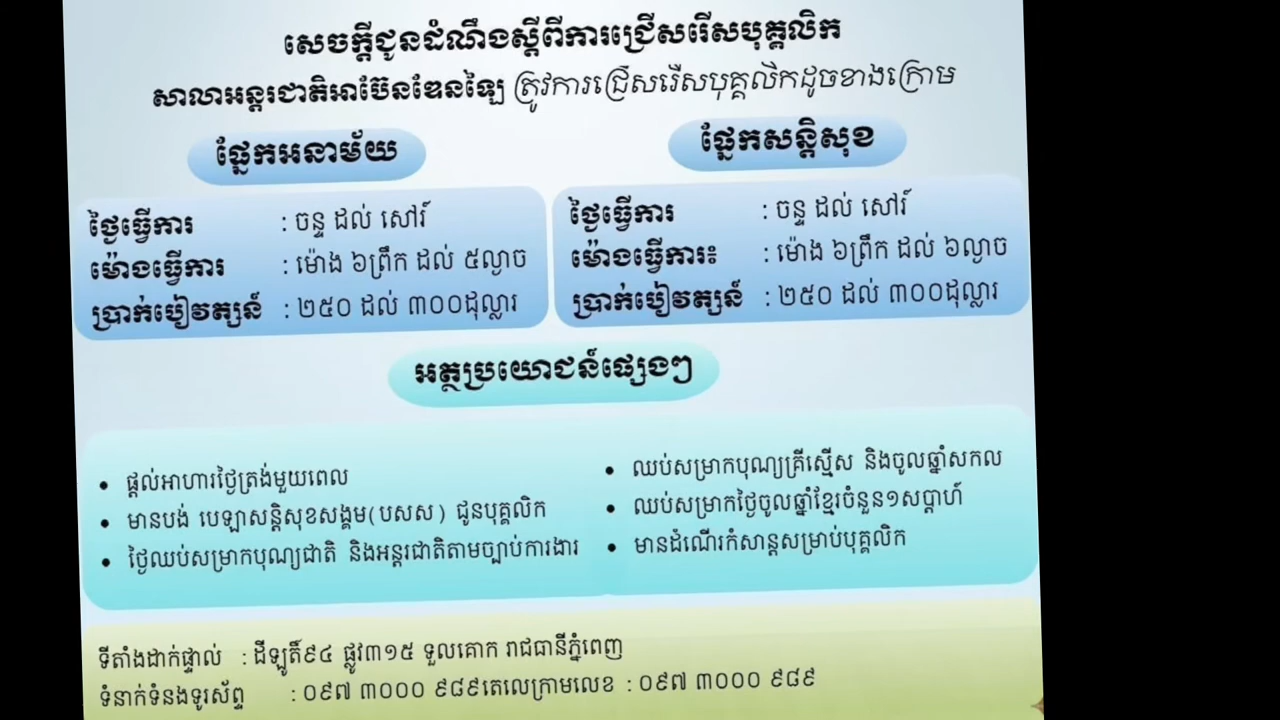 សេចក្តីជូនដំណឹងស្តីពីការជ្រើសរើសបុគ្គលិក
សាលាអន្តរជាតិអាប៊ែនឌែនឡៃ ត្រូវការជ្រើសរើសបុគ្គលិកដូចខាងក្រោម
ផ្នែកអនាម័យ
ថ្ងៃធ្វើការ : ចន្ទ ដល់ សៅរ៍
ម៉ោងធ្វើការ : ម៉ោង ៦ព្រឹក ដល់ ៥ល្ងាច
ប្រាក់បៀវត្សន៍ : ២៥០ ដល់ ៣០០ដុល្លារ
ផ្នែកសន្តិសុខ
ថ្ងៃធ្វើការ : ចន្ទ ដល់ សៅរ៍
ម៉ោងធ្វើការ៖ : ម៉ោង ៦ព្រឹក ដល់ ៦ល្ងាច
ប្រាក់បៀវត្សន៍ : ២៥០ ដល់ ៣០០ដុល្លារ
អត្ថប្រយោជន៍ផ្សេងៗ
• ផ្តល់អាហារថ្ងៃត្រង់មួយពេល
• មានបង់ បេឡាសន្តិសុខសង្គម(បសស) ជូនបុគ្គលិក
• ថ្ងៃឈប់សម្រាកបុណ្យជាតិ និងអន្តរជាតិតាមច្បាប់ការងារ
• ឈប់សម្រាកបុណ្យគ្រីស្មើស និងចូលឆ្នាំសកល
• ឈប់សម្រាកថ្ងៃចូលឆ្នាំខ្មែរចំនួន១សប្តាហ៍
• មានដំណើរកំសាន្តសម្រាប់បុគ្គលិក
ទីតាំងដាក់ផ្ទាល់ : ដីឡូតិ៍៩៤ ផ្លូវ៣១៥ ទួលគោក រាជធានីភ្នំពេញ
ទំនាក់ទំនងទូរស័ព្ទ : ០៩៧ ៣០០០ ៩៨៩តេលេក្រាមលេខ : ០៩៧ ៣០០០ ៩៨៩